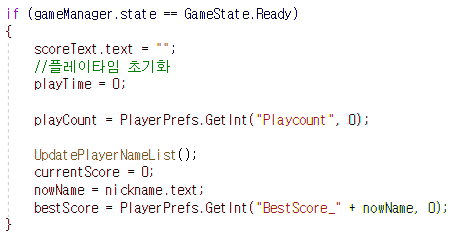 if (gameManager.state == GameState.Ready)
{
scoreText.text = "";
//플레이타임 초기화
playTime = 0;
playCount = PlayerPrefs.GetInt("Playcount", 0);
UpdatePlayerNameList();
currentScore = 0;
nowName = nickname.text;
bestScore = PlayerPrefs.GetInt("BestScore_" + nowName, 0);
}